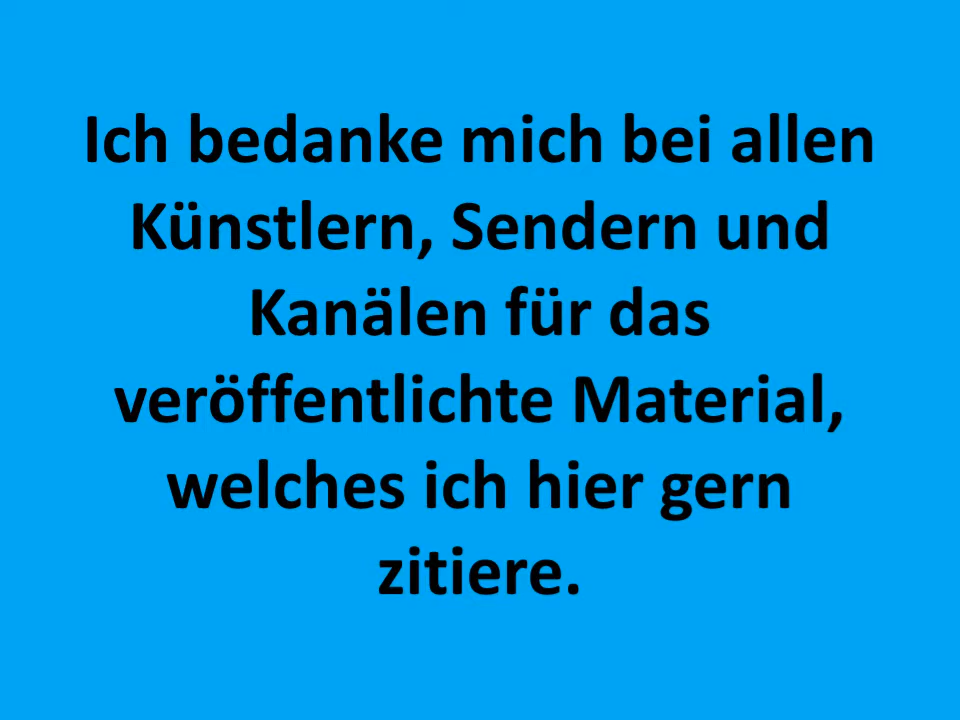 Ich bedanke mich bei allen
Künstlern, Sendern und
Kanälen für das
veröffentlichte Material,
welches ich hier gern
zitiere.